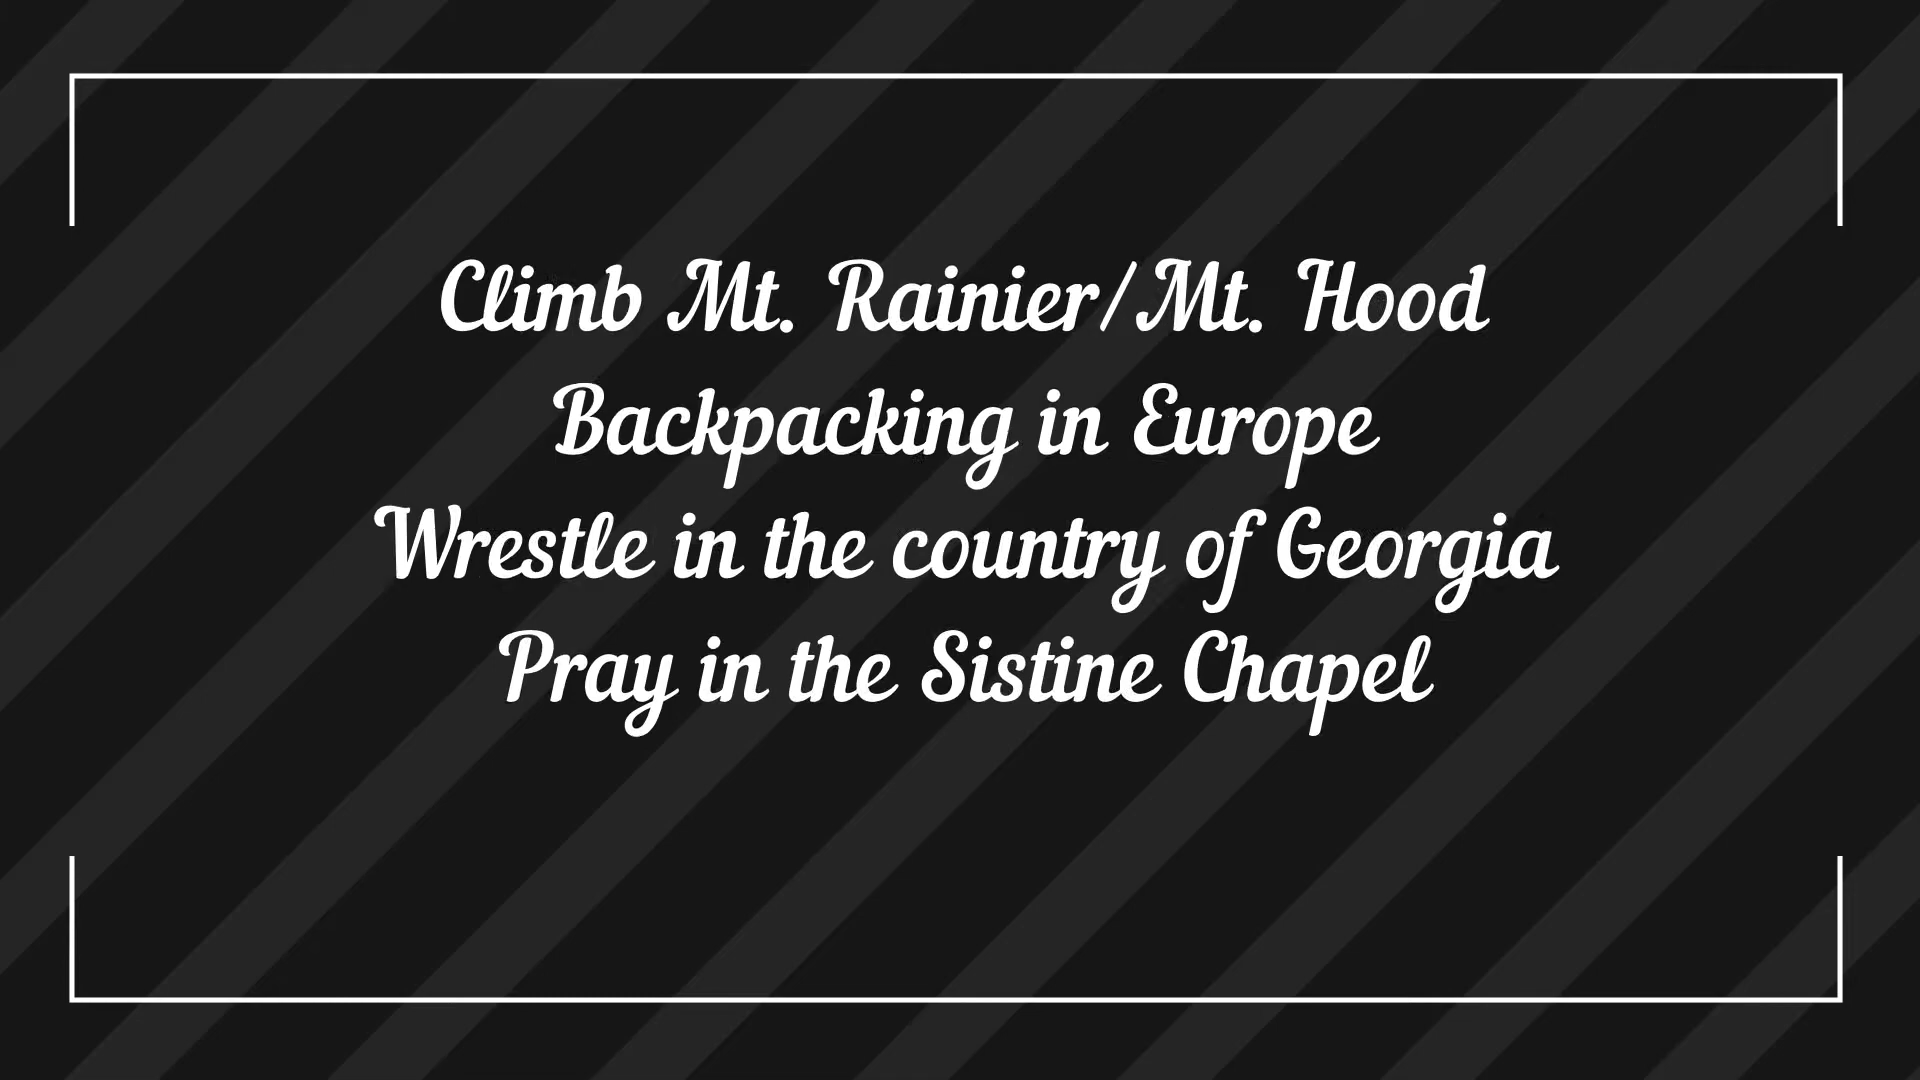 Climb Mt. Rainier/Mt. Hood
Backpacking in Europe
Wrestle in the country of Georgia
Pray in the Sistine Chapel